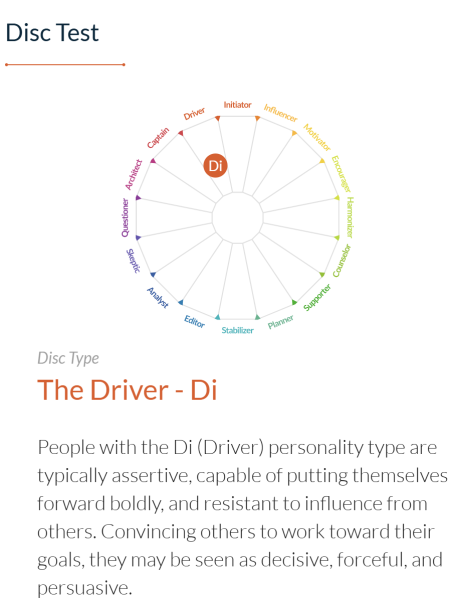 Disc Test
Initiator
Influencer
Motivator
Encourager
Harmonizer
Counselor
Supporter
Planner
Stabilizer
Editor
Analyst
Skeptic
Questioner
Architect
Captain
Driver
Di
Disc Type
The Driver - Di
People with the Di (Driver) personality type are
typically assertive, capable of putting themselves
forward boldly, and resistant to influence from
others. Convincing others to work toward their
goals, they may be seen as decisive, forceful, and
persuasive.